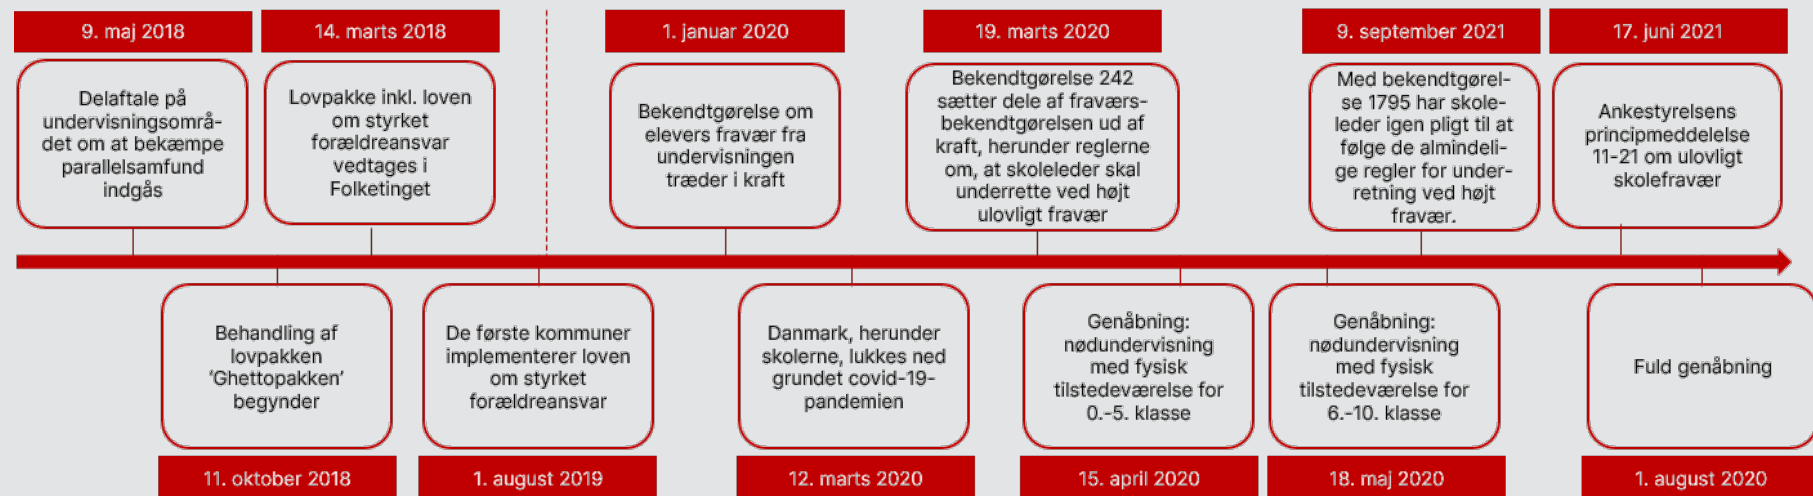 9. maj 2018
Delaftale på
undervisningsområ-
det om at bekæmpe
parallelsamfund
indgås
14. marts 2018
Lovpakke inkl. loven
om styrket
forældreansvar
vedtages i
Folketinget
1. januar 2020
Bekendtgørelse om
elevers fravær fra
undervisningen
træder i kraft
19. marts 2020
Bekendtgørelse 242
sætter dele af fraværs-
bekendtgørelsen ud af
kraft, herunder reglerne
om, at skoleleder skal
underrette ved højt
ulovligt fravær
9. september 2021
Med bekendtgørel-
se 1795 har skole-
leder igen pligt til at
følge de almindeli-
ge regler for under-
retning ved højt
fravær.
17. juni 2021
Ankestyrelsens
principmeddelelse
11-21 om ulovligt
skolefravær
Behandling af
lovpakken
‘Ghettopakken’
begynder
11. oktober 2018
De første kommuner
implementerer loven
om styrket
forældreansvar
1. august 2019
Danmark, herunder
skolerne, lukkes ned
grundet covid-19-
pandemien
12. marts 2020
Genåbning:
nødundervisning
med fysisk
tilstedeværelse for
0.-5. klasse
15. april 2020
Genåbning:
nødundervisning
med fysisk
tilstedeværelse for
6.-10. klasse
18. maj 2020
Fuld genåbning
1. august 2020